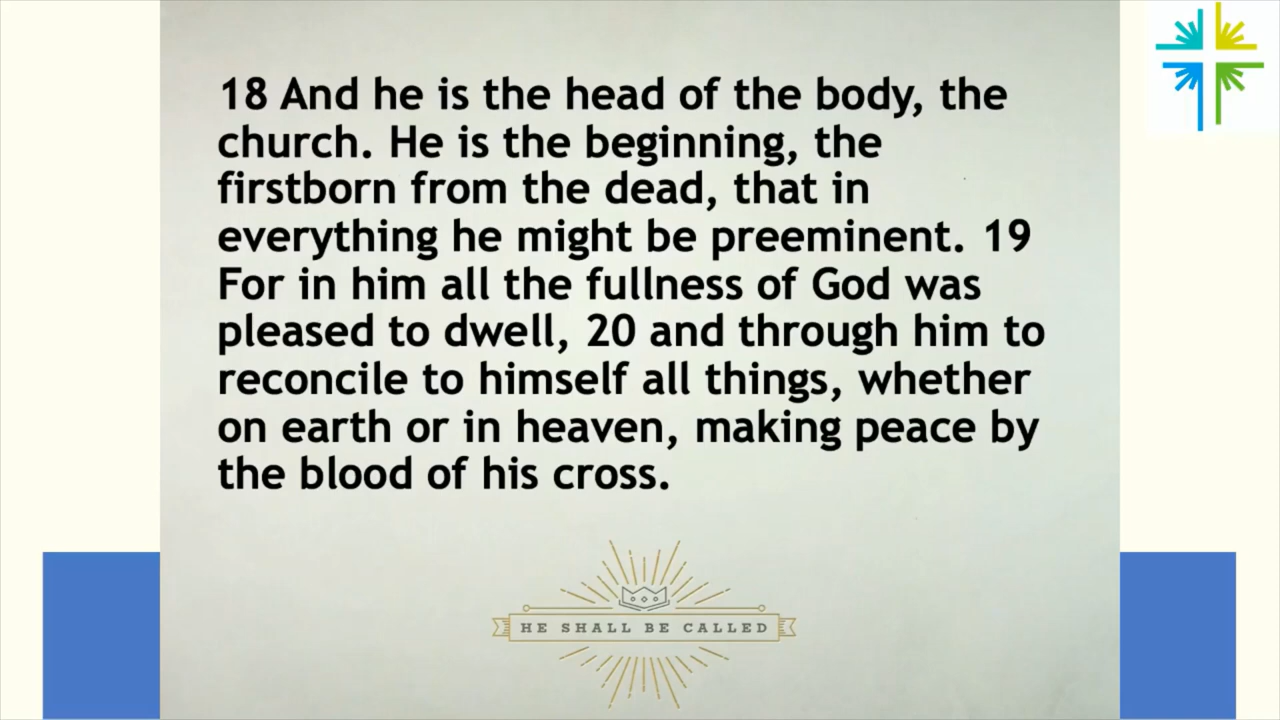 18 And he is the head of the body, the
church. He is the beginning, the
firstborn from the dead, that in
everything he might be preeminent. 19
For in him all the fullness of God was
pleased to dwell, 20 and through him to
reconcile to himself all things, whether
on earth or in heaven, making peace by
the blood of his cross.
HE SHALL BE CALLED